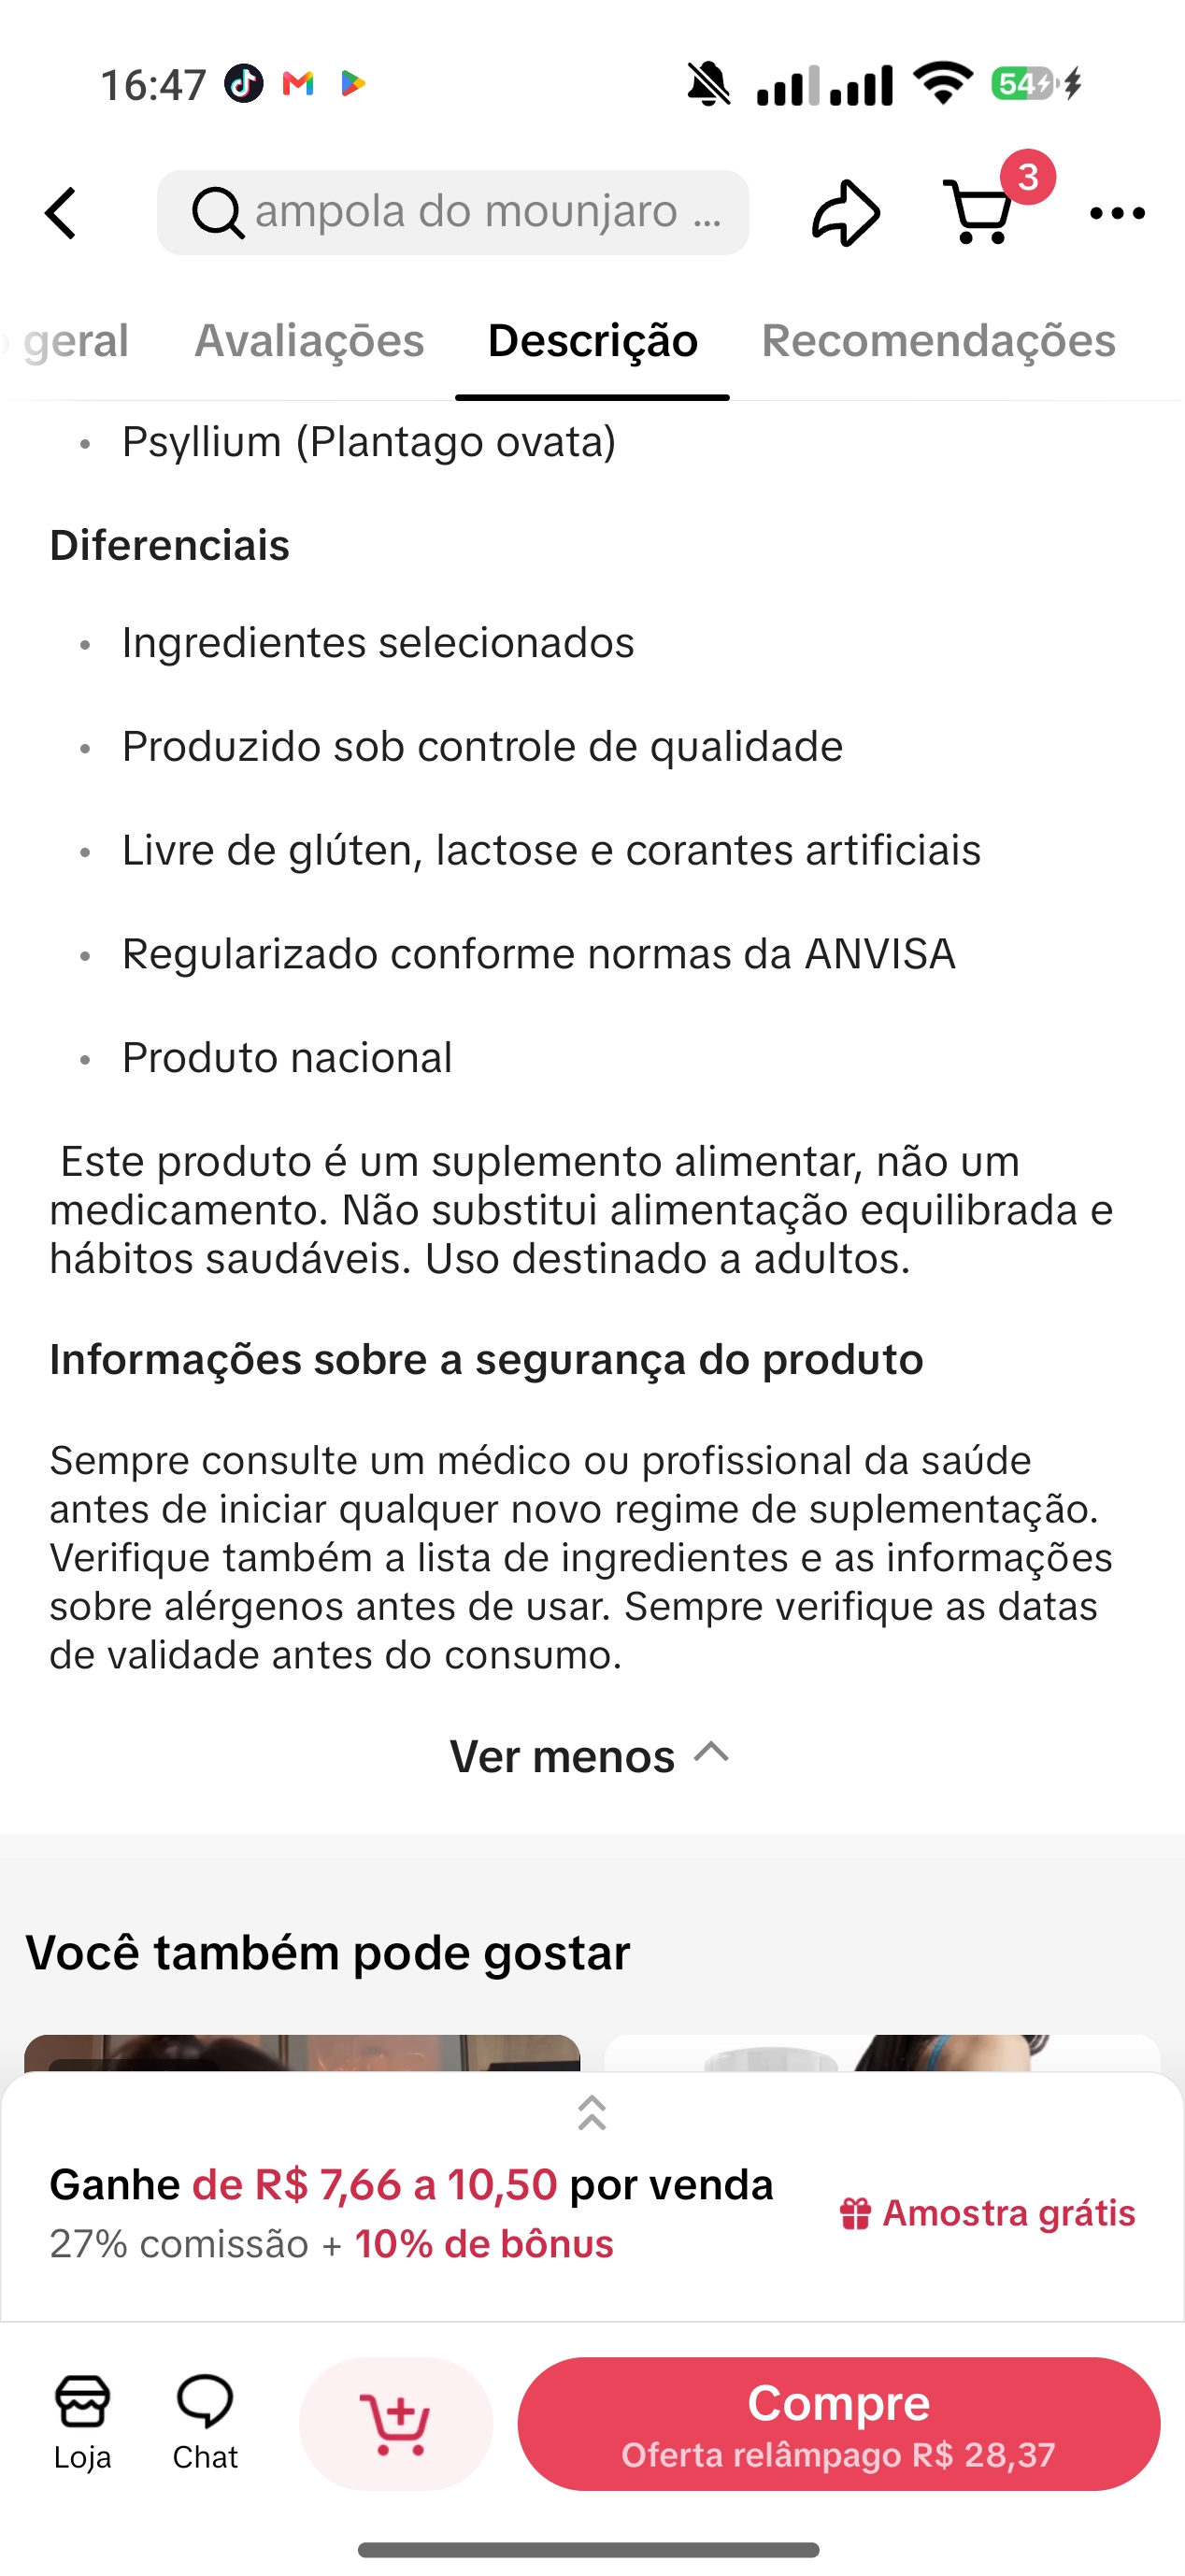 16:47
54
ampola do mounjaro ...
3
geral
Avaliações
Descrição
Recomendações
• Psyllium (Plantago ovata)
Diferenciais
• Ingredientes selecionados
• Produzido sob controle de qualidade
• Livre de glúten, lactose e corantes artificiais
• Regularizado conforme normas da ANVISA
• Produto nacional
Este produto é um suplemento alimentar, não um
medicamento. Não substitui alimentação equilibrada e
hábitos saudáveis. Uso destinado a adultos.
Informações sobre a segurança do produto
Sempre consulte um médico ou profissional da saúde
antes de iniciar qualquer novo regime de suplementação.
Verifique também a lista de ingredientes e as informações
sobre alérgenos antes de usar. Sempre verifique as datas
de validade antes do consumo.
Ver menos
Você também pode gostar
Ganhe de R$ 7,66 a 10,50 por venda
27% comissão + 10% de bônus
Amostra grátis
Loja
Chat
Compre
Oferta relâmpago R$ 28,37